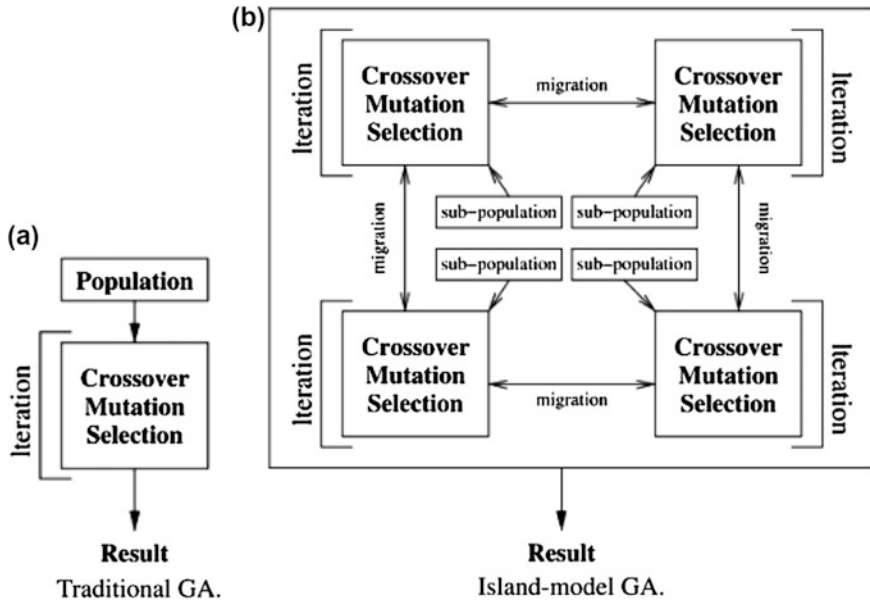 (a)
Population
Iteration
Crossover
Mutation
Selection
Result
Traditional GA.
(b)
Iteration
Crossover
Mutation
Selection
migration
Crossover
Mutation
Selection
Iteration
migration
sub-population
sub-population
migration
sub-population
sub-population
Iteration
Crossover
Mutation
Selection
migration
Crossover
Mutation
Selection
Iteration
Result
Island-model GA.